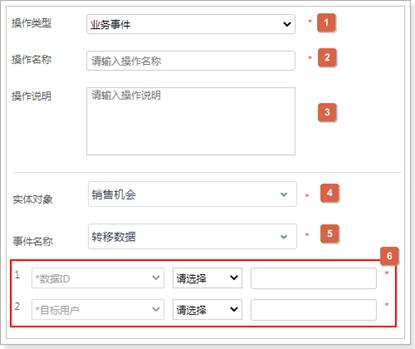 操作类型 业务事件 * 1
操作名称 请输入操作名称 * 2
操作说明 请输入操作说明 3
实体对象 销售机会 * 4
事件名称 转移数据 * 5
6
1 *数据ID 请选择 *
2 *目标用户 请选择 *